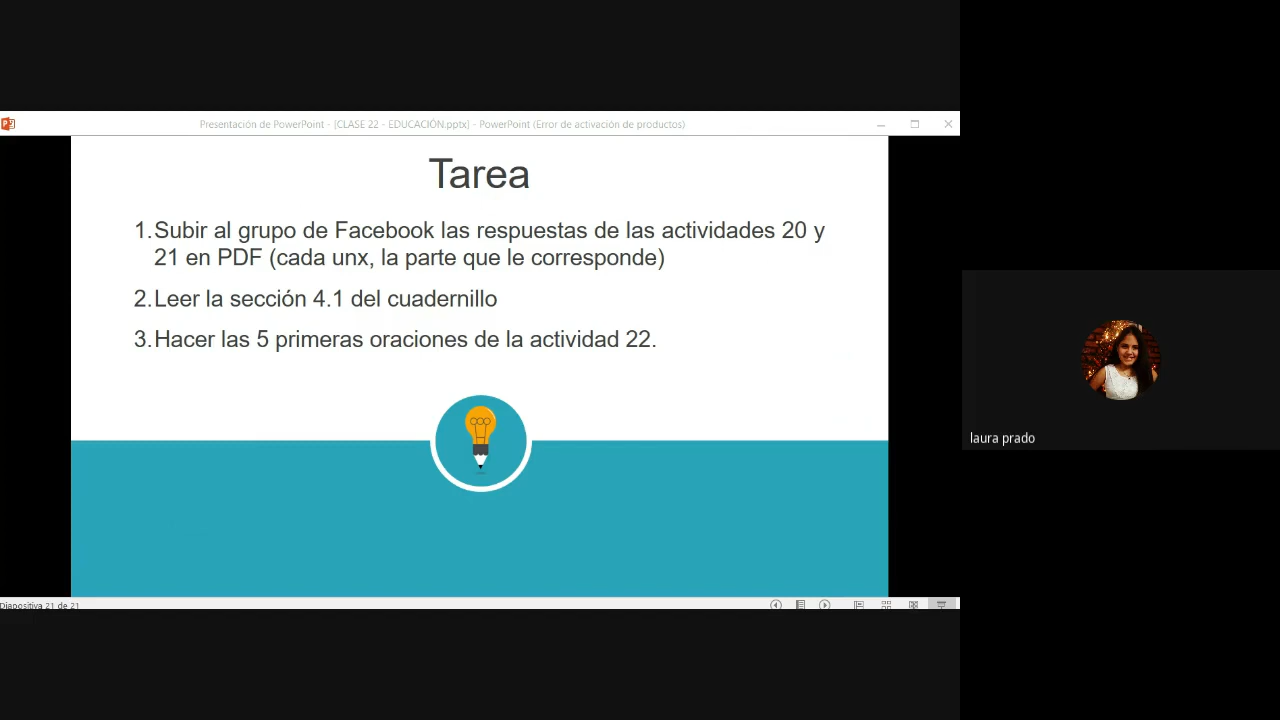 Presentación de PowerPoint - [CLASE 22 - EDUCACIÓN.pptx] - PowerPoint (Error de activación de productos)
Tarea
1. Subir al grupo de Facebook las respuestas de las actividades 20 y
21 en PDF (cada unx, la parte que le corresponde)
2. Leer la sección 4.1 del cuadernillo
3. Hacer las 5 primeras oraciones de la actividad 22.
laura prado
Diapositiva 21 de 21